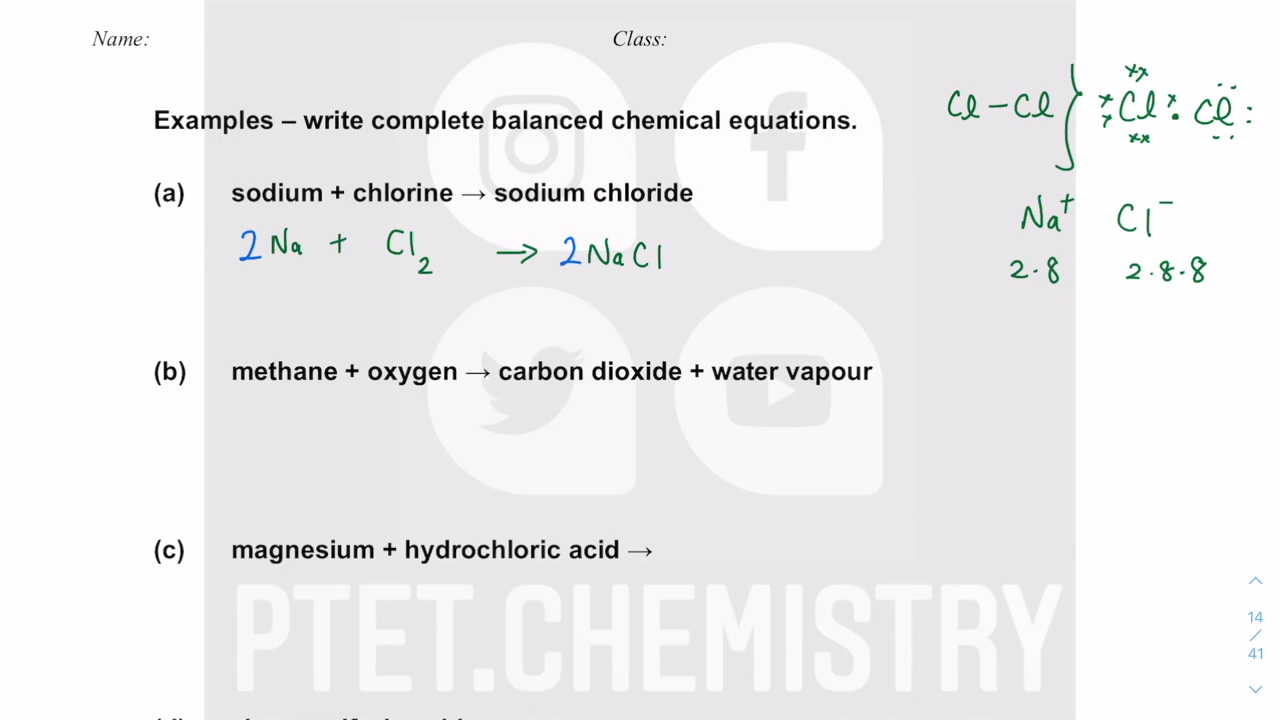 Name: Class:
Examples – write complete balanced chemical equations.
Cl – Cl } Cl Cl
(a) sodium + chlorine → sodium chloride
2Na + Cl₂ → 2NaCl
Na⁺ Cl⁻
2.8 2.8.8
(b) methane + oxygen → carbon dioxide + water vapour
(c) magnesium + hydrochloric acid →
PTET.CHEMISTRY
14
/
41